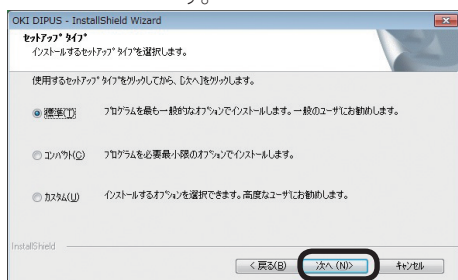 す。
OKI DIPUS - InstallShield Wizard
セットアップ タイプ
インストールするセットアップ タイプを選択します。
使用するセットアップ タイプをクリックしてから、[次へ]をクリックします。
標準(T) プログラムを最も一般的なオプションでインストールします。一般のユーザにお勧めします。
コンパクト(C) プログラムを必要最小限のオプションでインストールします。
カスタム(U) インストールするオプションを選択できます。高度なユーザにお勧めします。
InstallShield
< 戻る(B) 次へ (N)> キャンセル